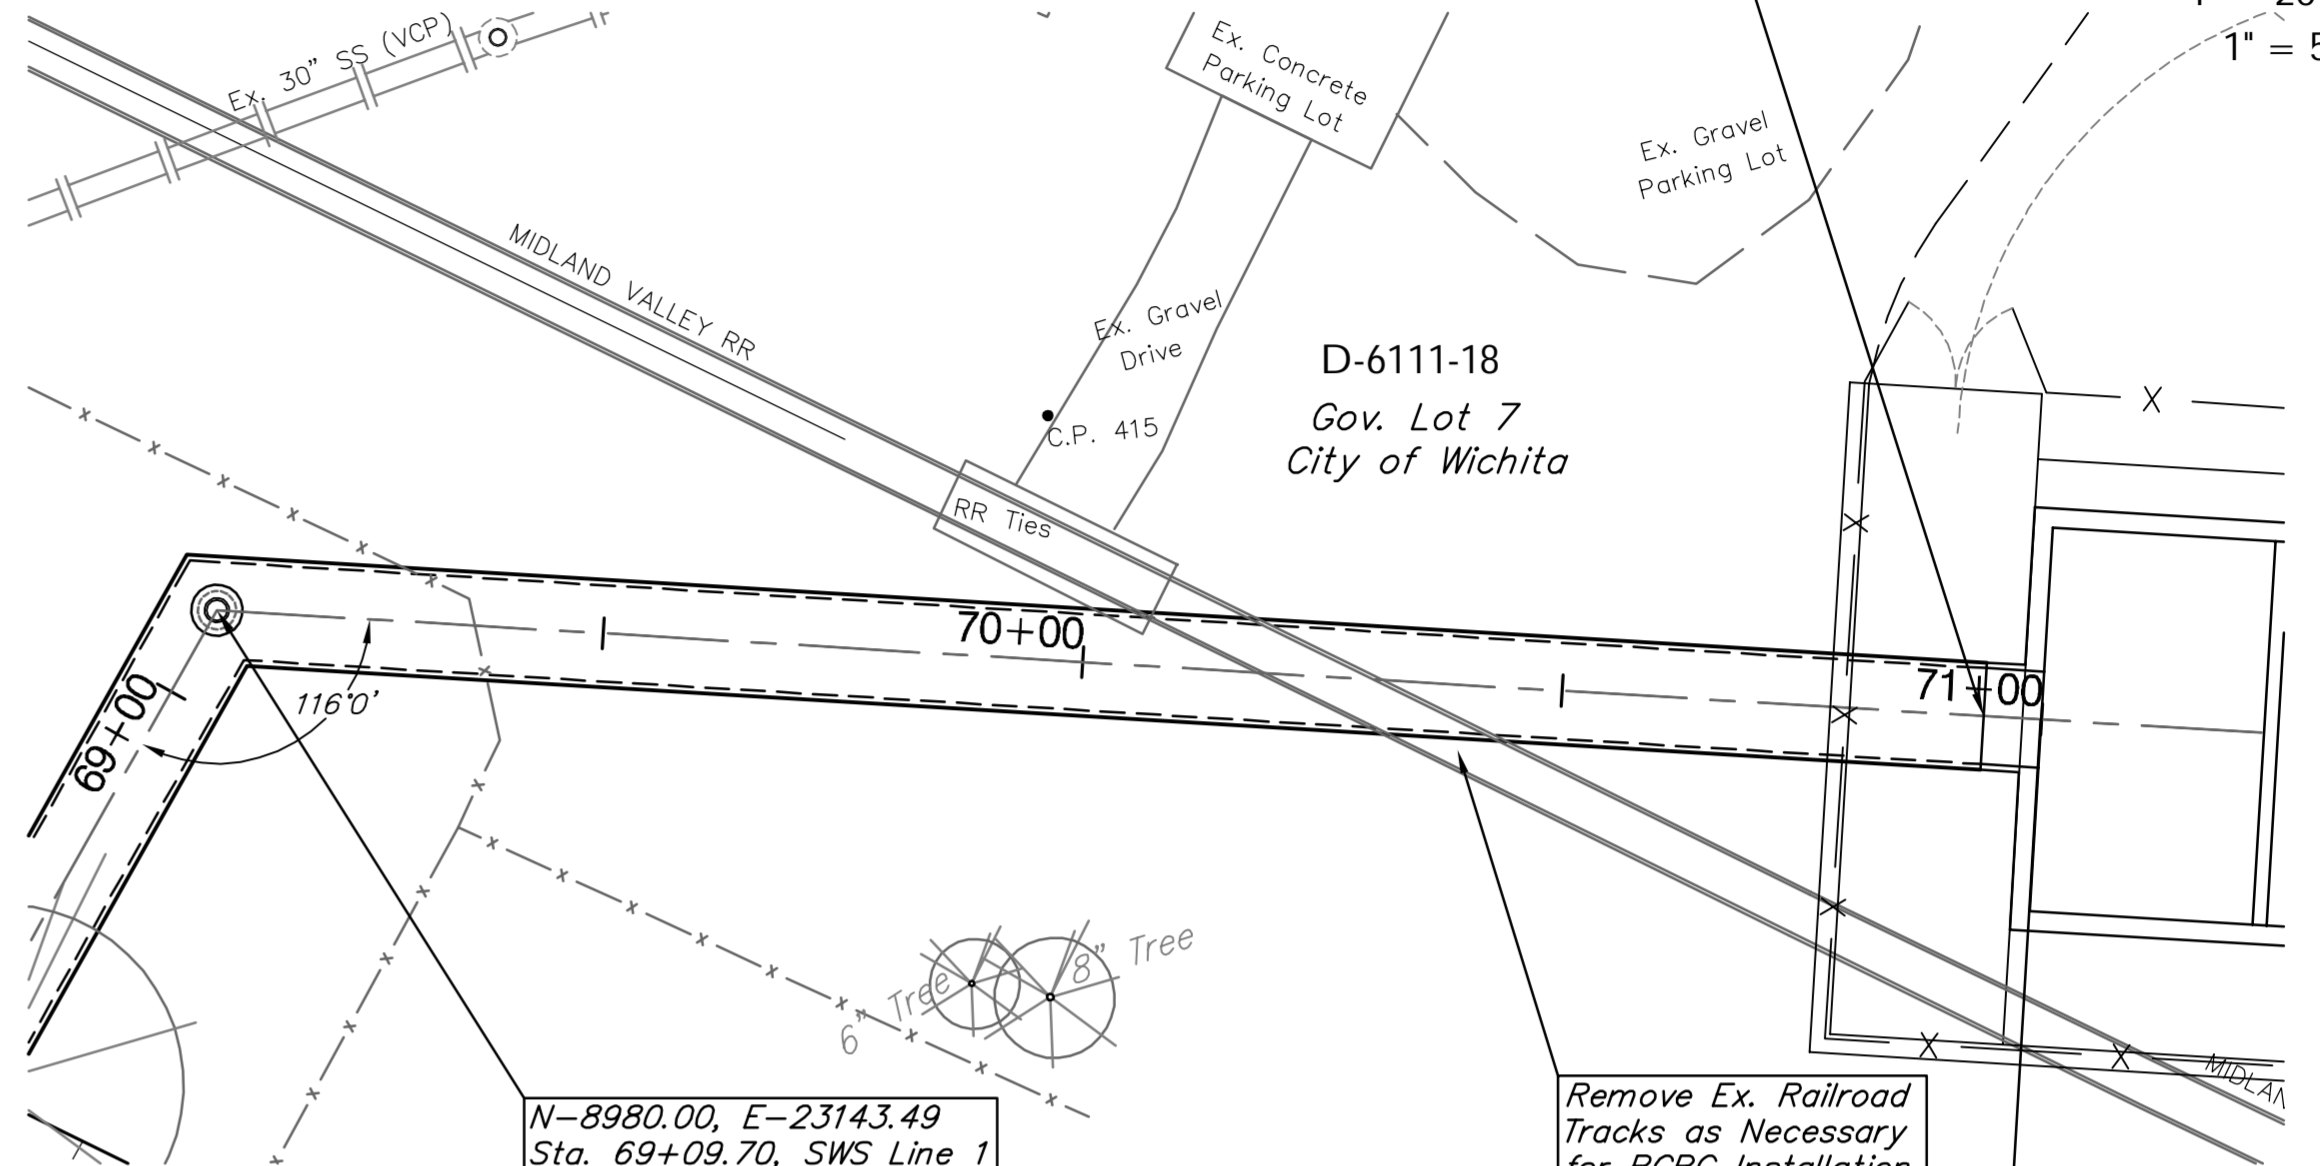 Ex. 30" SS (VCP)
Ex. Concrete
Parking Lot
1" = 5
Ex. Gravel
Parking Lot
MIDLAND VALLEY RR
Ex. Gravel
Drive
D-6111-18
Gov. Lot 7
City of Wichita
C.P. 415
RR Ties
70+00
71+00
69+00
116°0'
6" Tree
8" Tree
N-8980.00, E-23143.49
Sta. 69+09.70, SWS Line 1
Remove Ex. Railroad
Tracks as Necessary
for RCBC Installation
MIDLAN